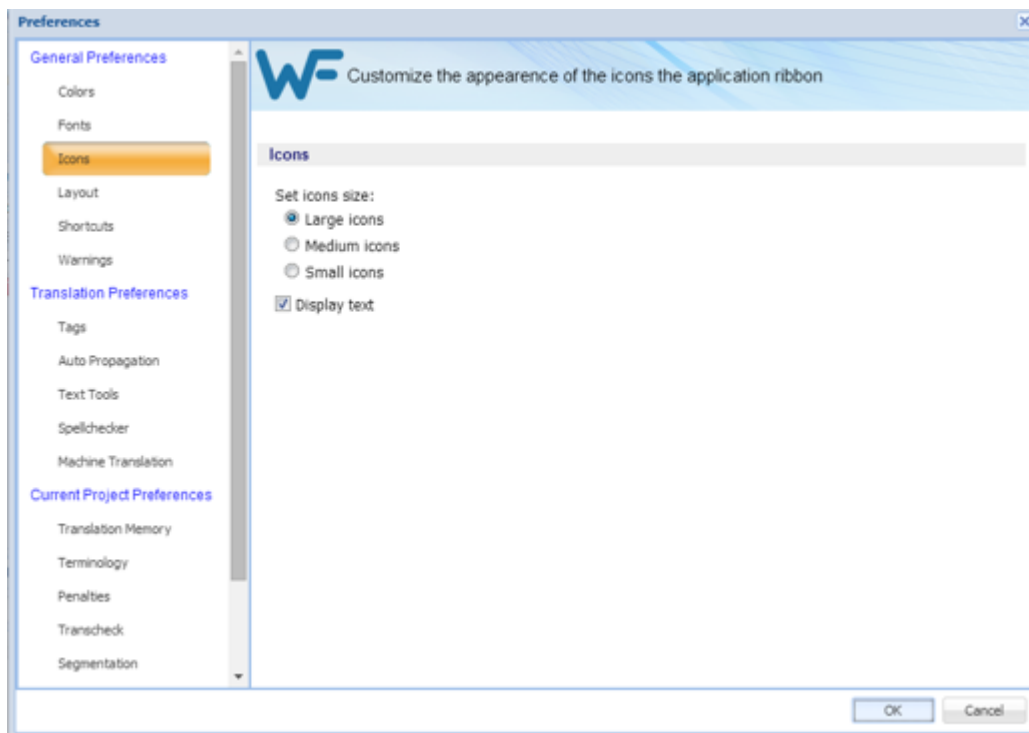 Preferences
General Preferences
Colors
Fonts
Icons
Layout
Shortcuts
Warnings
Translation Preferences
Tags
Auto Propagation
Text Tools
Spellchecker
Machine Translation
Current Project Preferences
Translation Memory
Terminology
Penalties
Transcheck
Segmentation
WF
Customize the appearence of the icons the application ribbon
Icons
Set icons size:
Large icons
Medium icons
Small icons
Display text
OK Cancel